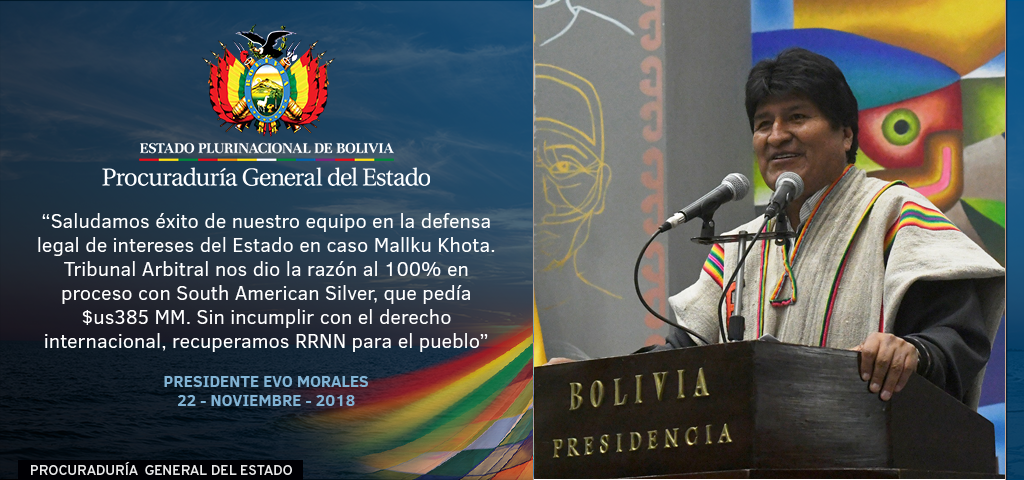 ESTADO PLURINACIONAL DE BOLIVIA
Procuraduría General del Estado
“Saludamos éxito de nuestro equipo en la defensa
legal de intereses del Estado en caso Mallku Khota.
Tribunal Arbitral nos dio la razón al 100% en
proceso con South American Silver, que pedía
$us385 MM. Sin incumplir con el derecho
internacional, recuperamos RRNN para el pueblo”
PRESIDENTE EVO MORALES
22 - NOVIEMBRE - 2018
PROCURADURÍA GENERAL DEL ESTADO
BOLIVIA
PRESIDENCIA